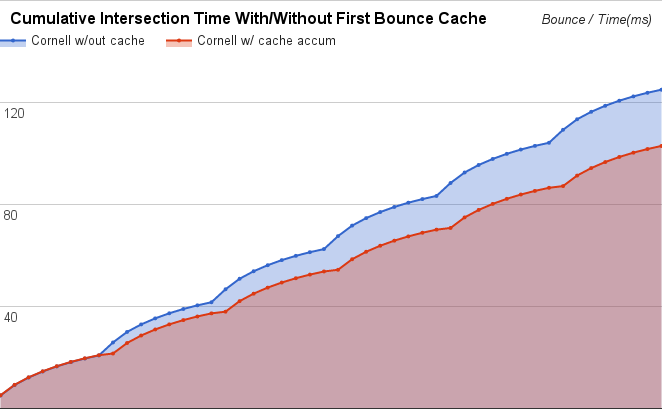 Cumulative Intersection Time With/Without First Bounce Cache
Bounce / Time(ms)
Cornell w/out cache
Cornell w/ cache accum
120
80
40